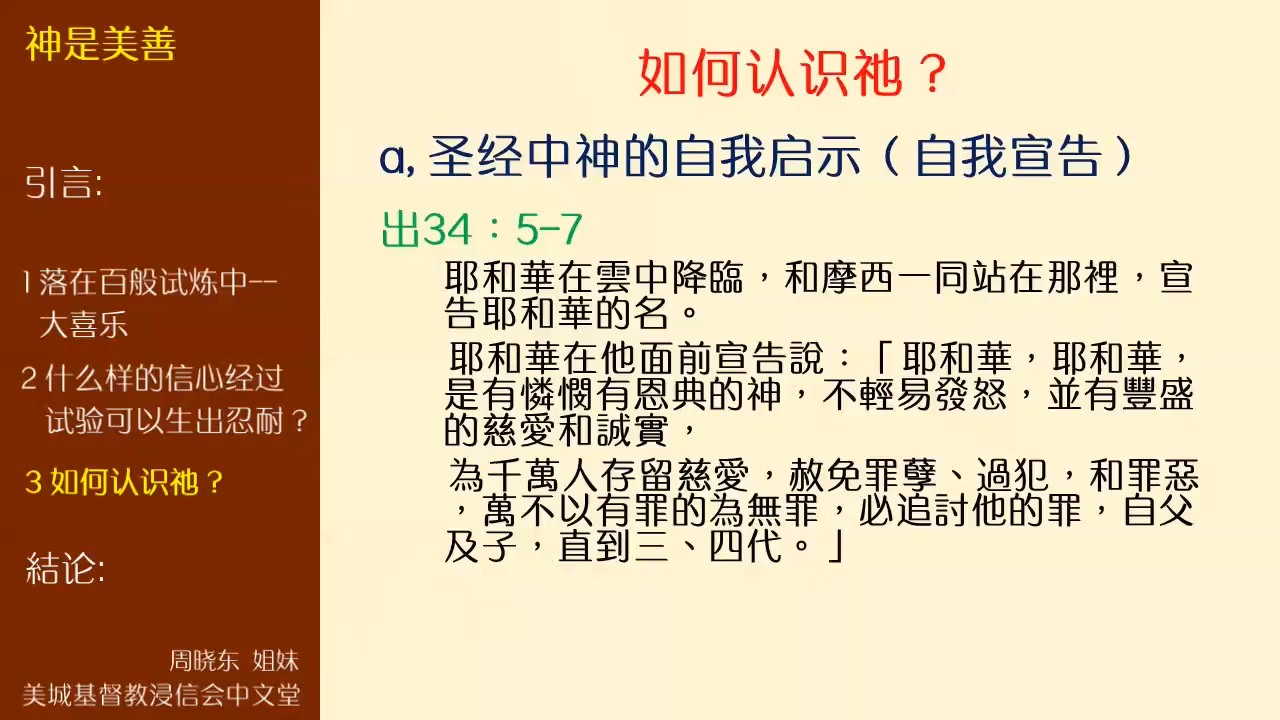 神是美善
引言:
1 落在百般试炼中--
大喜乐
2 什么样的信心经过
试验可以生出忍耐？
3 如何认识祂？
結论:
周晓东 姐妹
美城基督教浸信会中文堂
如何认识祂？
a, 圣经中神的自我启示（自我宣告）
出34：5-7
耶和華在雲中降臨，和摩西一同站在那裡，宣
告耶和華的名。
耶和華在他面前宣告說：「耶和華，耶和華，
是有憐憫有恩典的神，不輕易發怒，並有豐盛
的慈愛和誠實，
為千萬人存留慈愛，赦免罪孽、過犯，和罪惡
，萬不以有罪的為無罪，必追討他的罪，自父
及子，直到三、四代。」